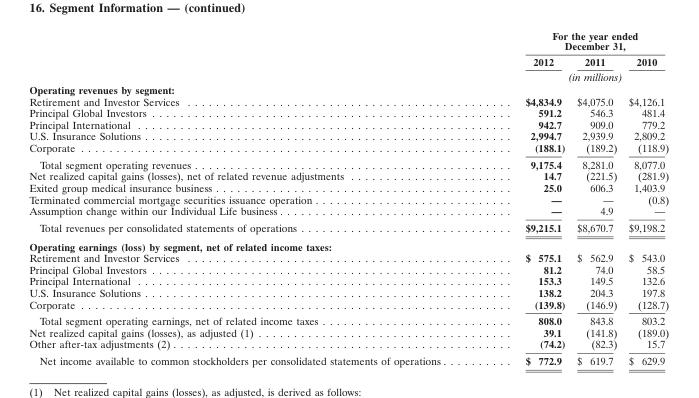 16. Segment Information — (continued)
For the year ended
December 31,
2012 2011 2010
(in millions)
Operating revenues by segment:
Retirement and Investor Services . . . . . . . . . . $4,834.9 $4,075.0 $4,126.1
Principal Global Investors . . . . . . . . . . 591.2 546.3 481.4
Principal International . . . . . . . . . . 942.7 909.0 779.2
U.S. Insurance Solutions . . . . . . . . . . 2,994.7 2,939.9 2,809.2
Corporate . . . . . . . . . . (188.1) (189.2) (118.9)
Total segment operating revenues . . . . . . . . . . 9,175.4 8,281.0 8,077.0
Net realized capital gains (losses), net of related revenue adjustments . . . . . . . . . . 14.7 (221.5) (281.9)
Exited group medical insurance business . . . . . . . . . . 25.0 606.3 1,403.9
Terminated commercial mortgage securities issuance operation . . . . . . . . . . — — (0.8)
Assumption change within our Individual Life business . . . . . . . . . . — 4.9 —
Total revenues per consolidated statements of operations . . . . . . . . . . $9,215.1 $8,670.7 $9,198.2
Operating earnings (loss) by segment, net of related income taxes:
Retirement and Investor Services . . . . . . . . . . $ 575.1 $ 562.9 $ 543.0
Principal Global Investors . . . . . . . . . . 81.2 74.0 58.5
Principal International . . . . . . . . . . 153.3 149.5 132.6
U.S. Insurance Solutions . . . . . . . . . . 138.2 204.3 197.8
Corporate . . . . . . . . . . (139.8) (146.9) (128.7)
Total segment operating earnings, net of related income taxes . . . . . . . . . . 808.0 843.8 803.2
Net realized capital gains (losses), as adjusted (1) . . . . . . . . . . 39.1 (141.8) (189.0)
Other after-tax adjustments (2) . . . . . . . . . . (74.2) (82.3) 15.7
Net income available to common stockholders per consolidated statements of operations . . . . . . . . . . $ 772.9 $ 619.7 $ 629.9
(1) Net realized capital gains (losses), as adjusted, is derived as follows: